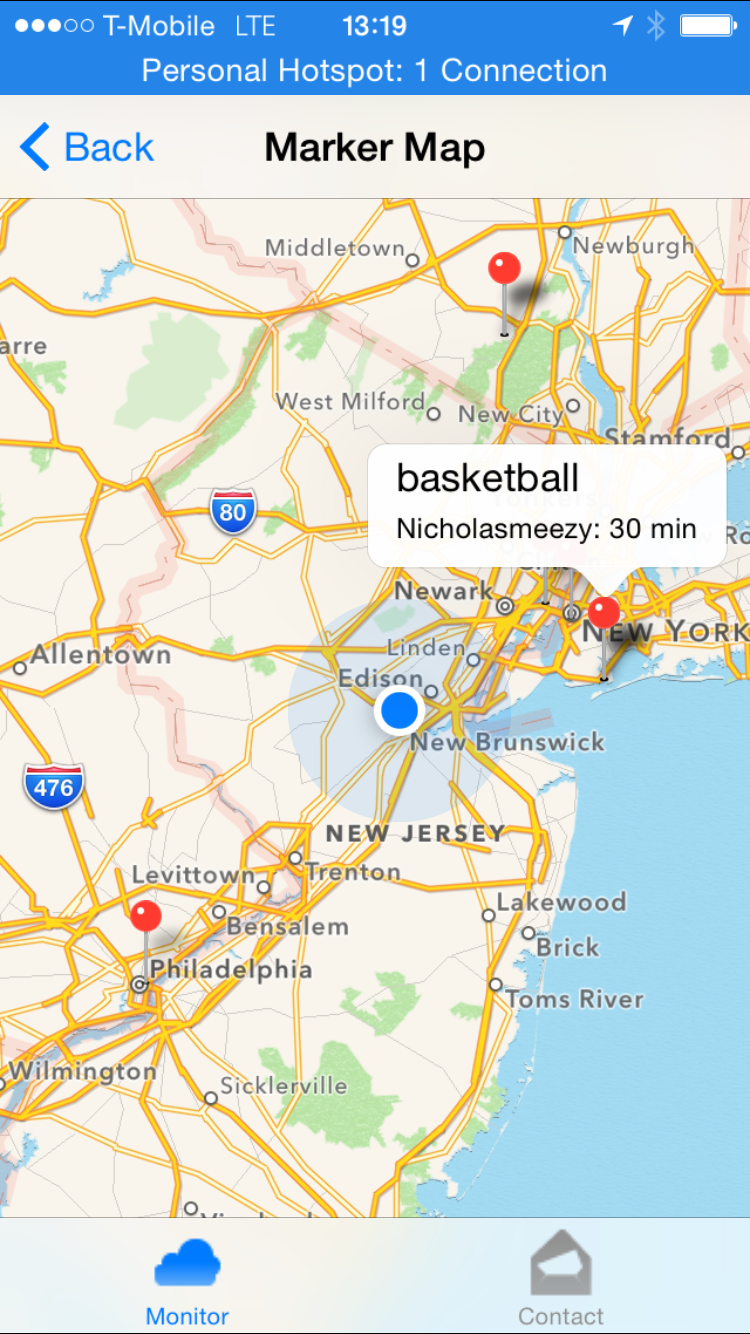 T-Mobile LTE 13:19
Personal Hotspot: 1 Connection
Back Marker Map
Middletown
Newburgh
arre
West Milford
New City
Stamford
basketball
Nicholasmeezy: 30 min
80
Newark
NEW YORK
Linden
Allentown
Edison
New Brunswick
476
NEW JERSEY
Levittown
Trenton
Lakewood
Bensalem
Brick
Philadelphia
Toms River
Wilmington
Sicklerville
Monitor
Contact